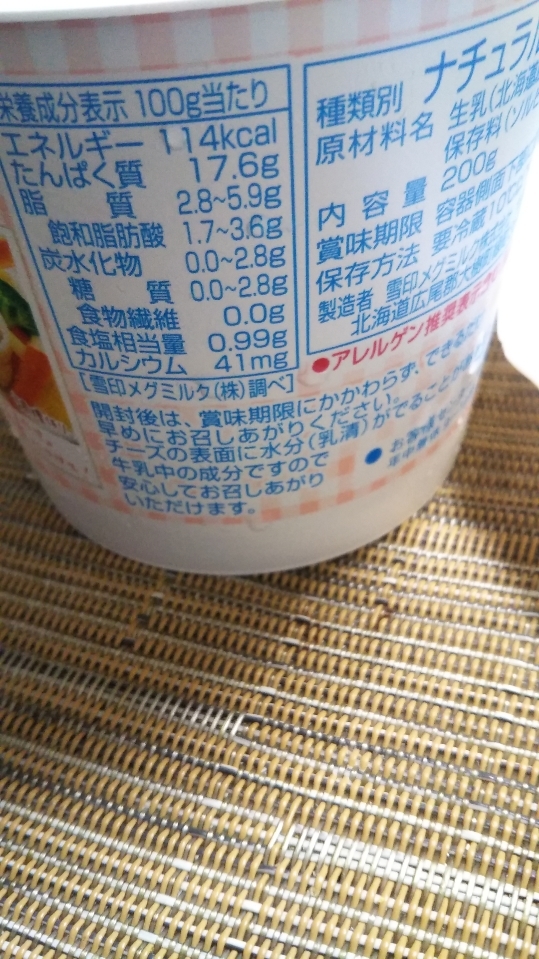 栄養成分表示 100g当たり
エネルギー 114kcal
たんぱく質 17.6g
脂質 2.8~5.9g
飽和脂肪酸 1.7~3.6g
炭水化物 0.0~2.8g
糖質 0.0~2.8g
食物繊維 0.0g
食塩相当量 0.99g
カルシウム 41mg
[雪印メグミルク(株)調べ]
開封後は、賞味期限にかかわらず、できるだ
早めにお召しあがりください。
チーズの表面に水分(乳清)がでることが
牛乳中の成分ですので
安心してお召しあがり
いただけます。
種類別 ナチュラル
原材料名 生乳(北海道
保存料(ソルビ
内容量 200g
賞味期限 容器側面下
保存方法 要冷蔵10℃
製造者 雪印メグミルク株式
北海道広尾郡大樹
●アレルゲン推奨表示
●お客様セン
年中無休